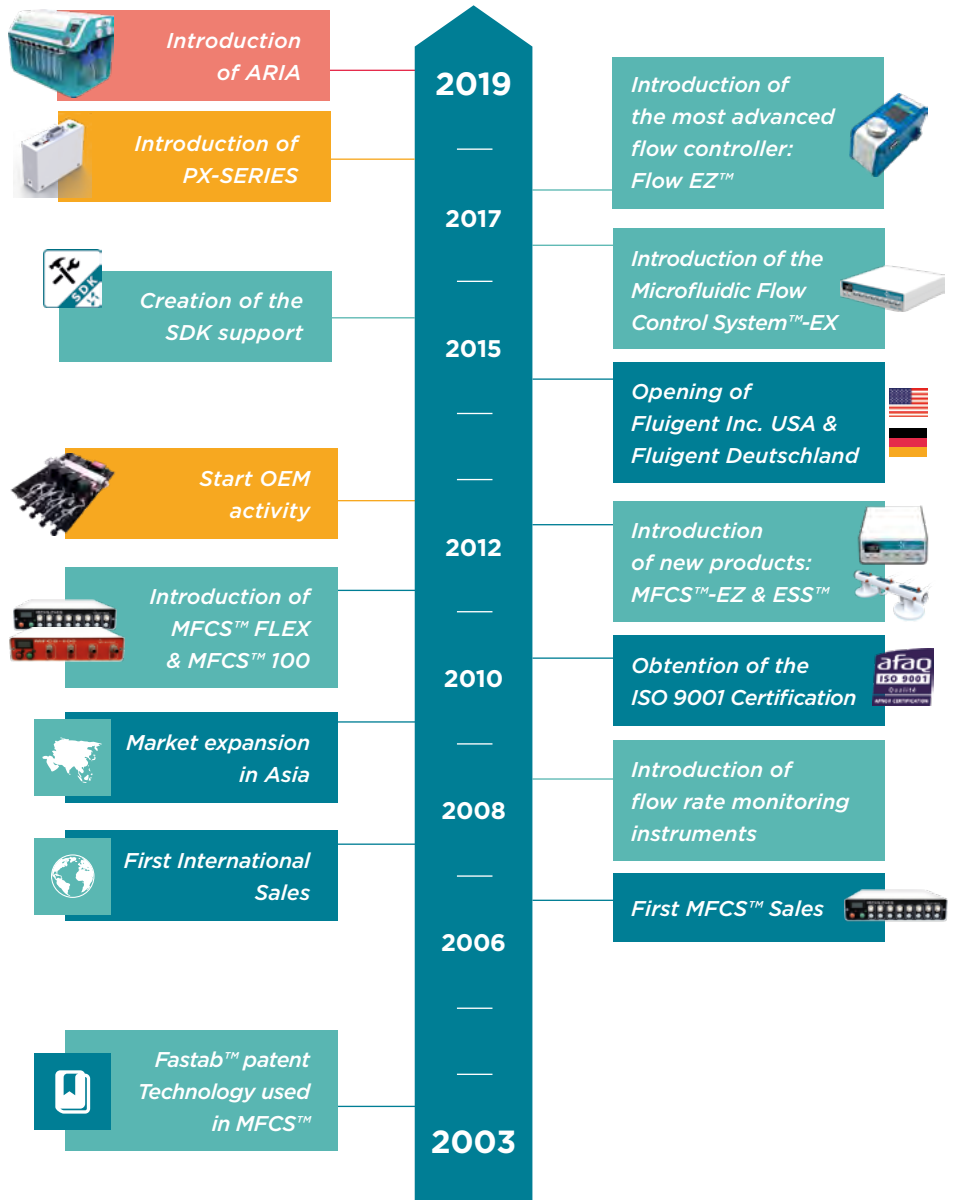 Introduction
of ARIA
2019
Introduction of
the most advanced
flow controller:
Flow EZ™
Introduction of
PX-SERIES
2017
Introduction of the
Microfluidic Flow
Control System™-EX
SDK
Creation of the
SDK support
2015
Opening of
Fluigent Inc. USA &
Fluigent Deutschland
Start OEM
activity
2012
Introduction
of new products:
MFCS™-EZ & ESS™
Introduction of
MFCS™ FLEX
& MFCS™ 100
2010
Obtention of the
ISO 9001 Certification
afaq
ISO 9001
Qualité
AFNOR CERTIFICATION
Market expansion
in Asia
2008
Introduction of
flow rate monitoring
instruments
First International
Sales
First MFCS™ Sales
2006
Fastab™ patent
Technology used
in MFCS™
2003